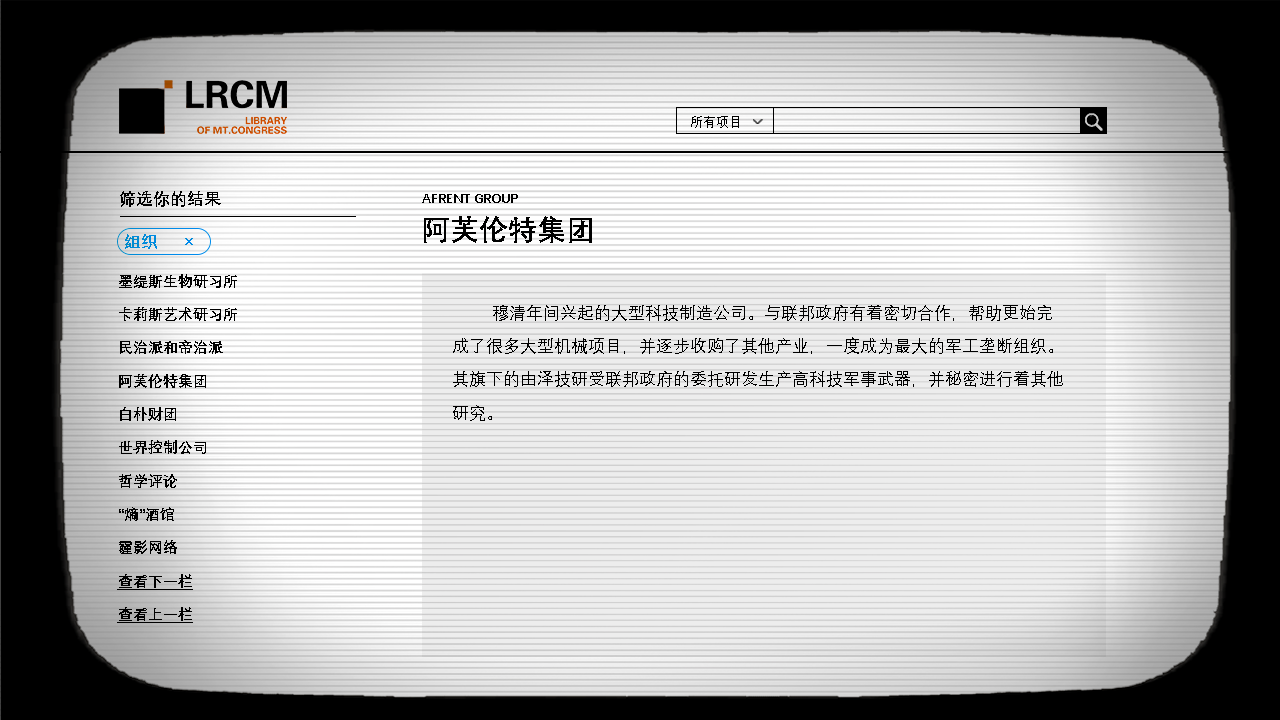 LRCM
LIBRARY
OF MT.CONGRESS
所有项目
筛选你的结果
組织 ×
墨缇斯生物研习所
卡莉斯艺术研习所
民治派和帝治派
阿芙伦特集团
白朴财团
世界控制公司
哲学评论
“熵”酒馆
霾影网络
查看下一栏
查看上一栏
AFRENT GROUP
阿芙伦特集团
穆清年间兴起的大型科技制造公司。与联邦政府有着密切合作，帮助更始完
成了很多大型机械项目，并逐步收购了其他产业，一度成为最大的军工垄断组织。
其旗下的由泽技研受联邦政府的委托研发生产高科技军事武器，并秘密进行着其他
研究。